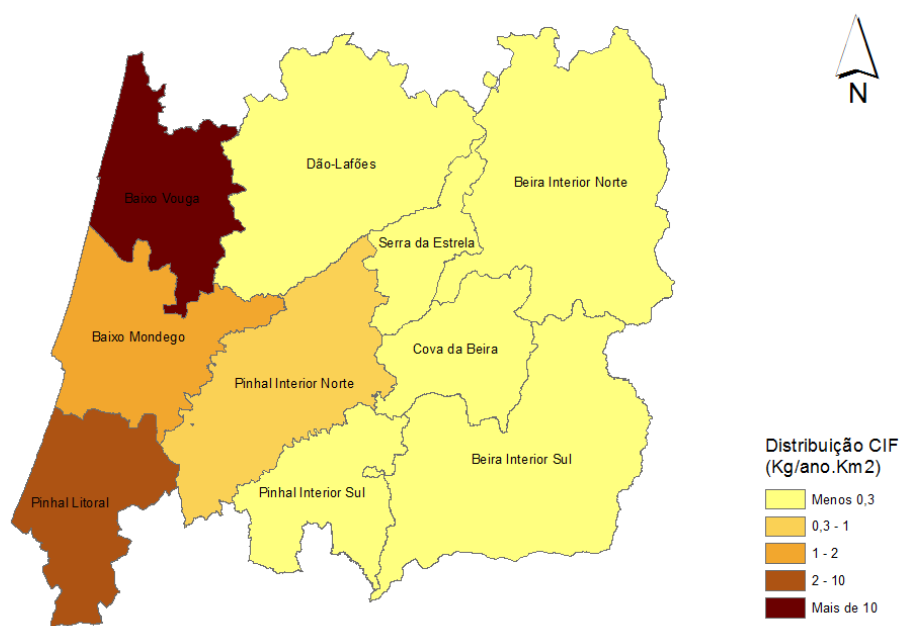 N
Dão-Lafões
Beira Interior Norte
Baixo Vouga
Serra da Estrela
Baixo Mondego
Cova da Beira
Pinhal Interior Norte
Beira Interior Sul
Pinhal Interior Sul
Pinhal Litoral
Distribuição CIF
(Kg/ano.Km2)
Menos 0,3
0,3 - 1
1 - 2
2 - 10
Mais de 10